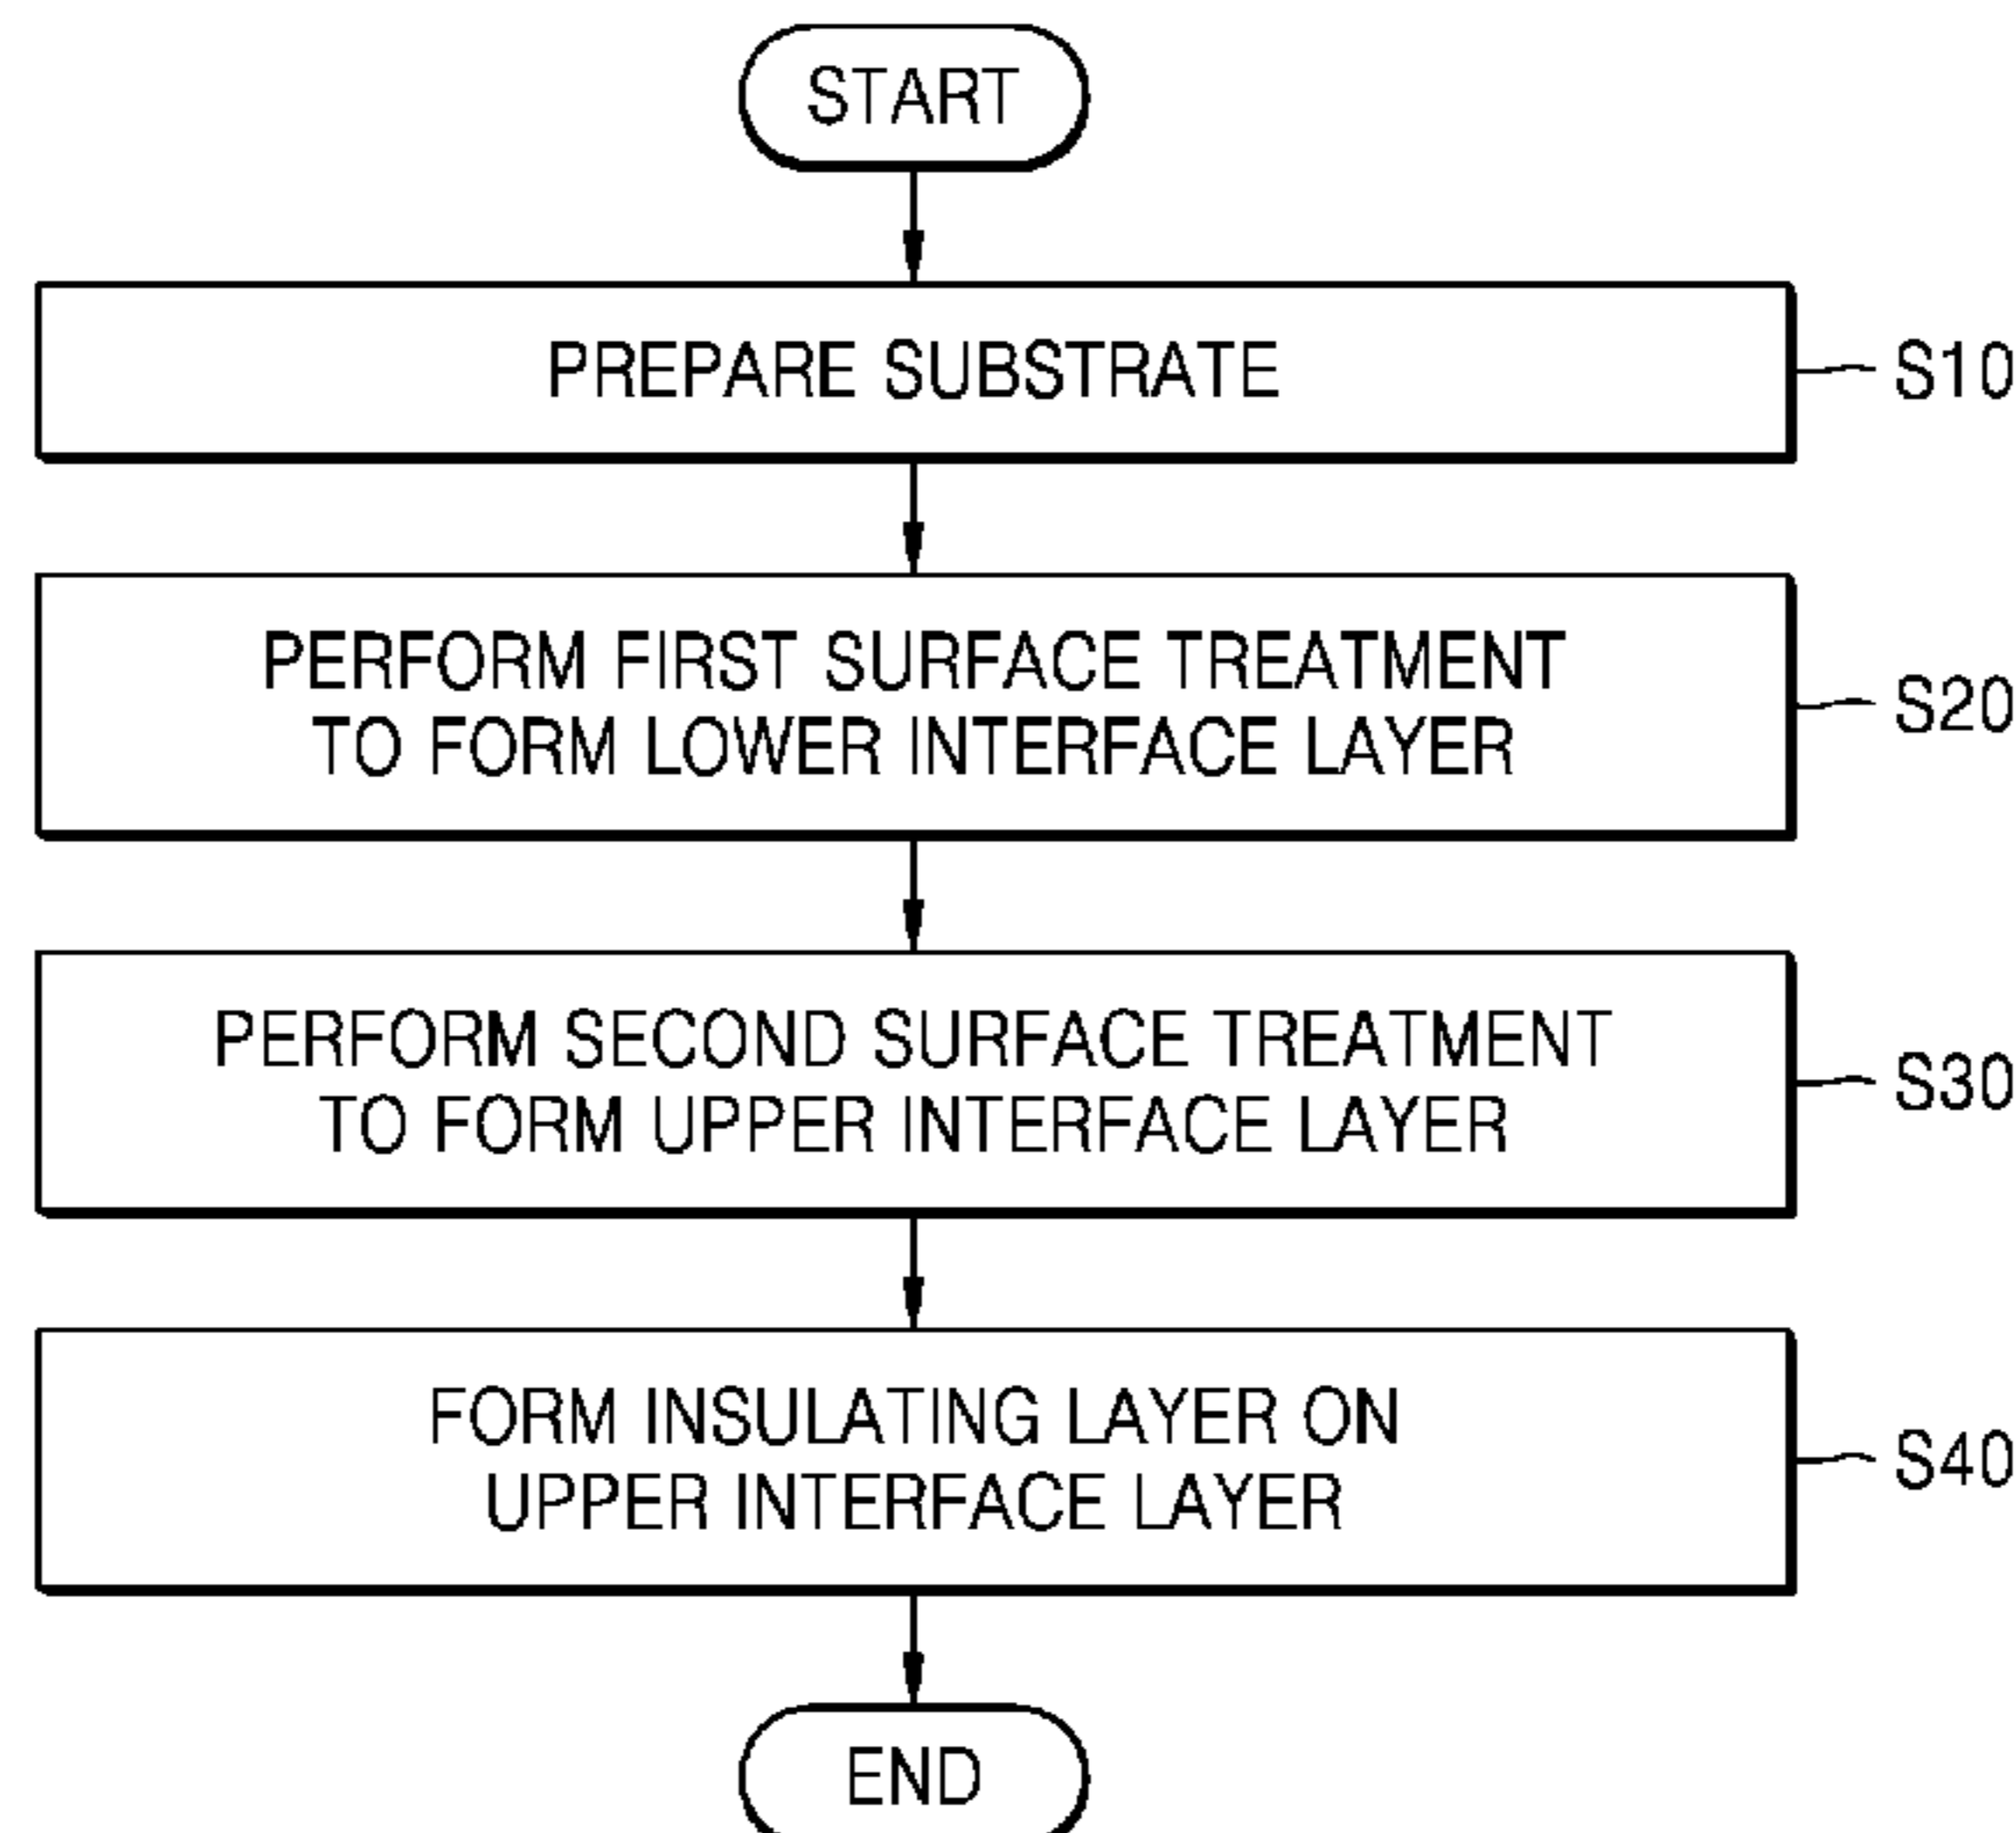 START
PREPARE SUBSTRATE
S10
PERFORM FIRST SURFACE TREATMENT
TO FORM LOWER INTERFACE LAYER
S20
PERFORM SECOND SURFACE TREATMENT
TO FORM UPPER INTERFACE LAYER
S30
FORM INSULATING LAYER ON
UPPER INTERFACE LAYER
S40
END